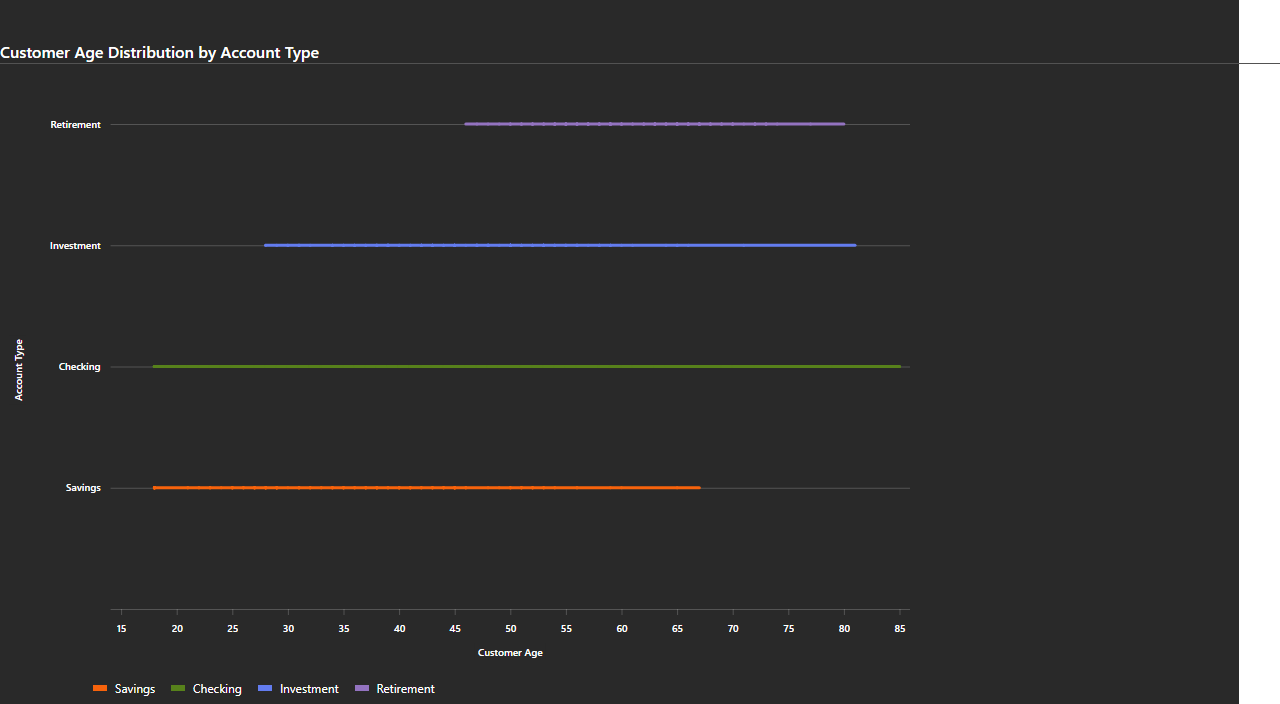 Customer Age Distribution by Account Type
Retirement
Investment
Checking
Savings
Account Type
15 20 25 30 35 40 45 50 55 60 65 70 75 80 85
Customer Age
Savings Checking Investment Retirement